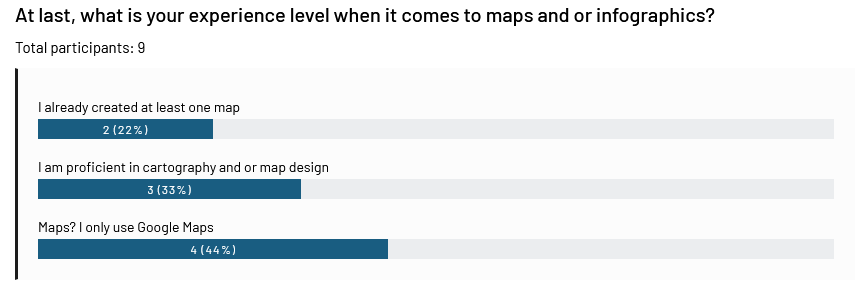 At last, what is your experience level when it comes to maps and or infographics?
Total participants: 9
I already created at least one map
2 (22%)
I am proficient in cartography and or map design
3 (33%)
Maps? I only use Google Maps
4 (44%)